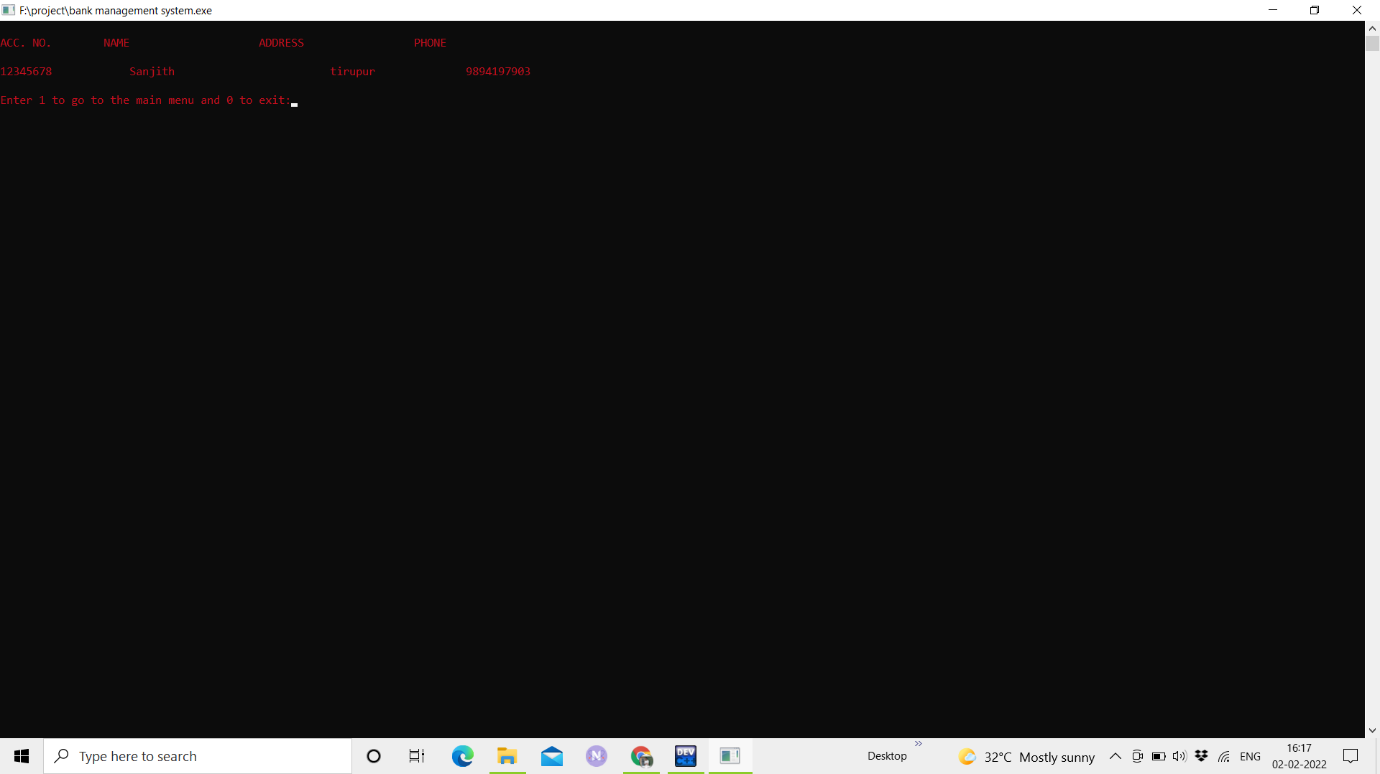 F:\project\bank management system.exe
ACC. NO. NAME ADDRESS PHONE
12345678 Sanjith tirupur 9894197903
Enter 1 to go to the main menu and 0 to exit:
Type here to search
N
DEV
Desktop
32°C Mostly sunny
ENG
16:17
02-02-2022